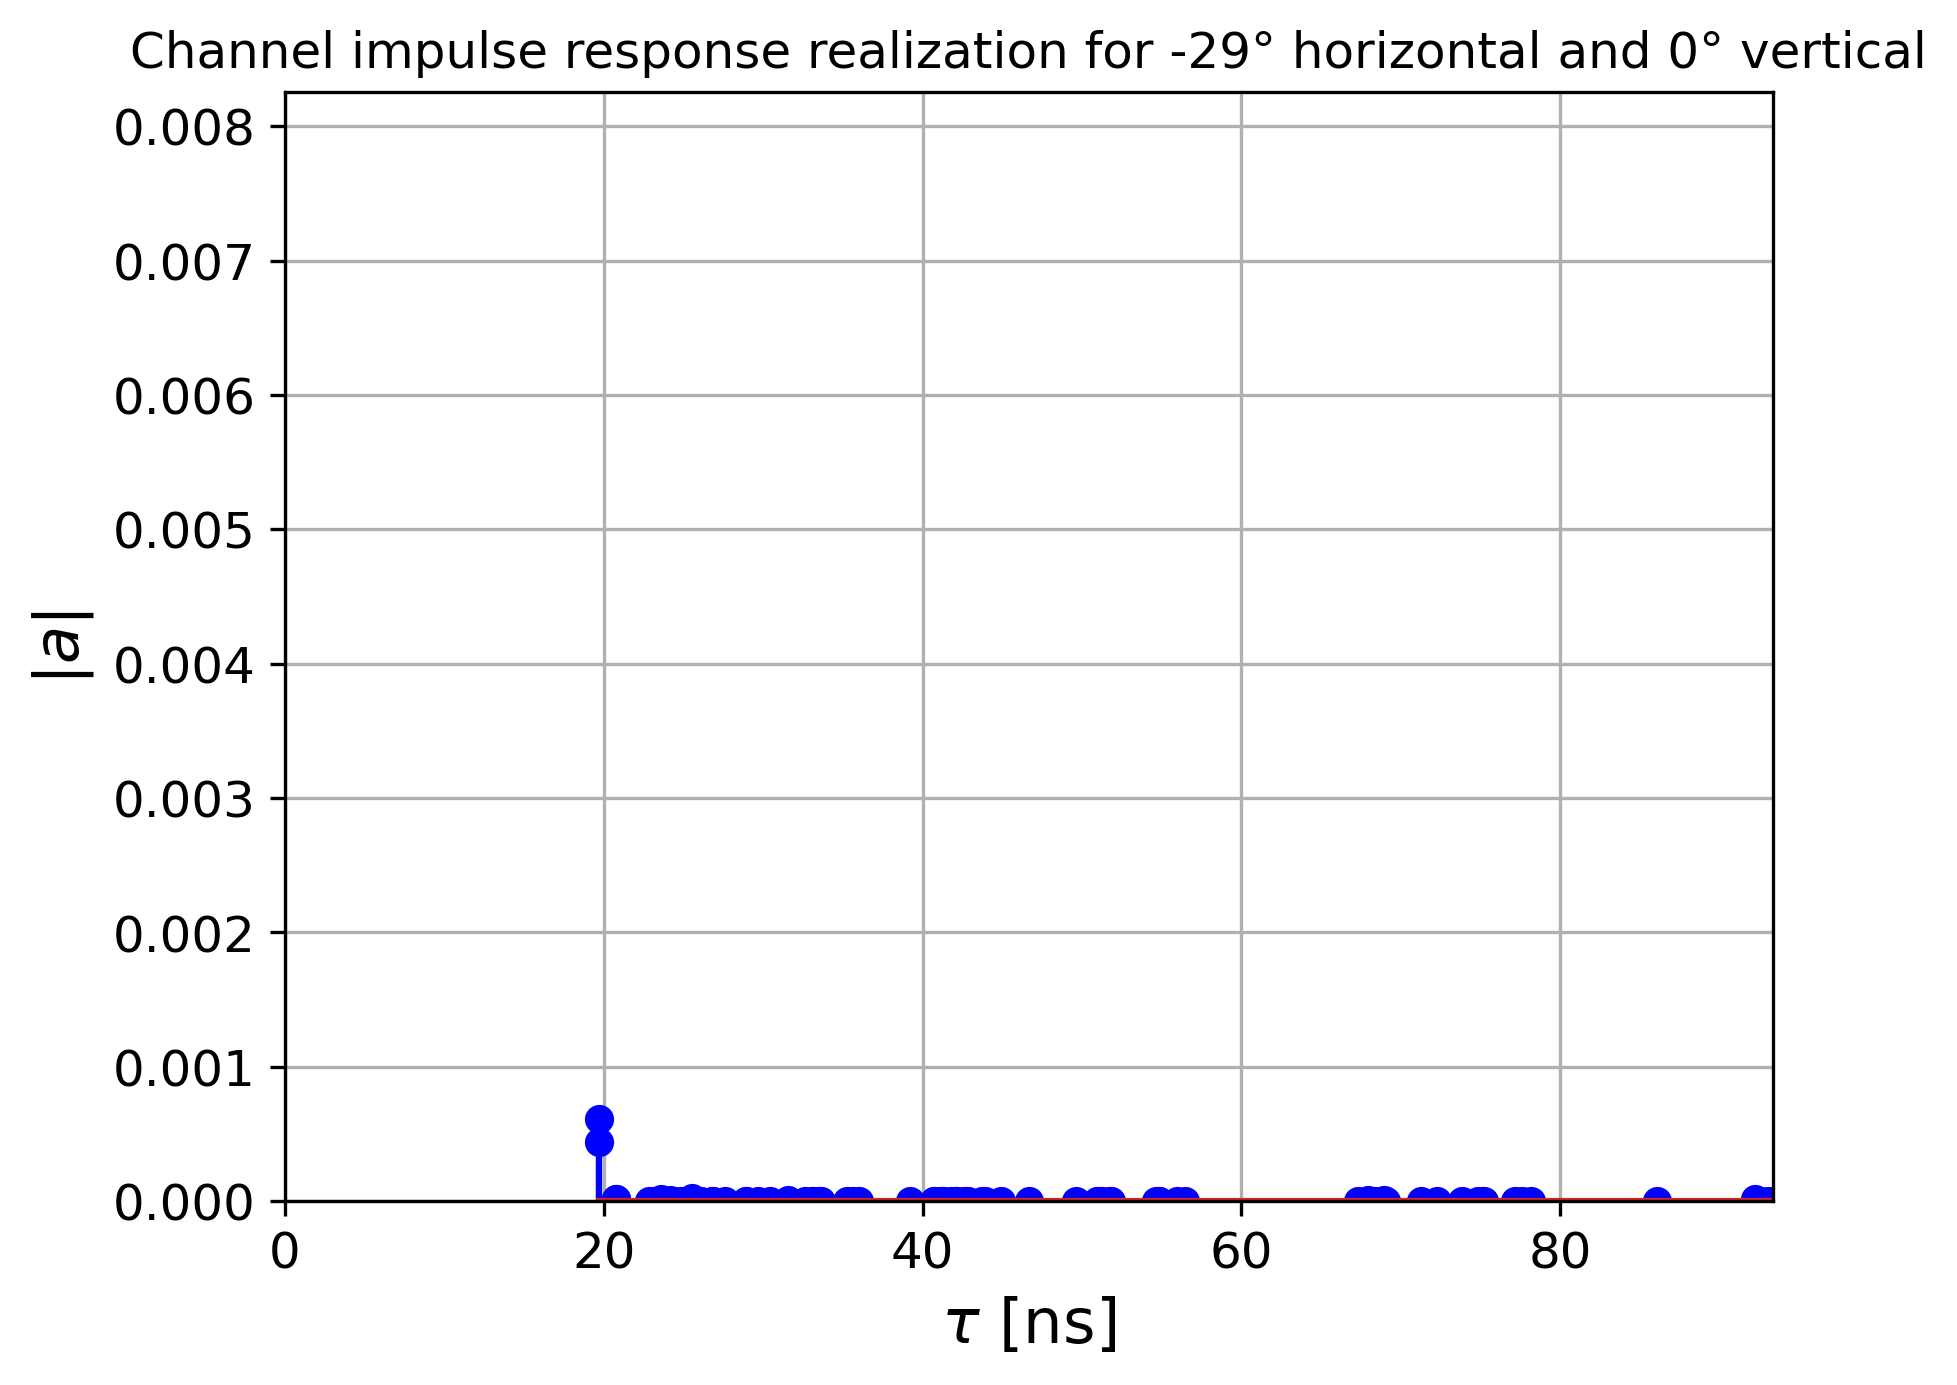 Channel impulse response realization for -29° horizontal and 0° vertical
0.008
0.007
0.006
0.005
0.004
0.003
0.002
0.001
0.000
|a|
0 20 40 60 80
τ [ns]